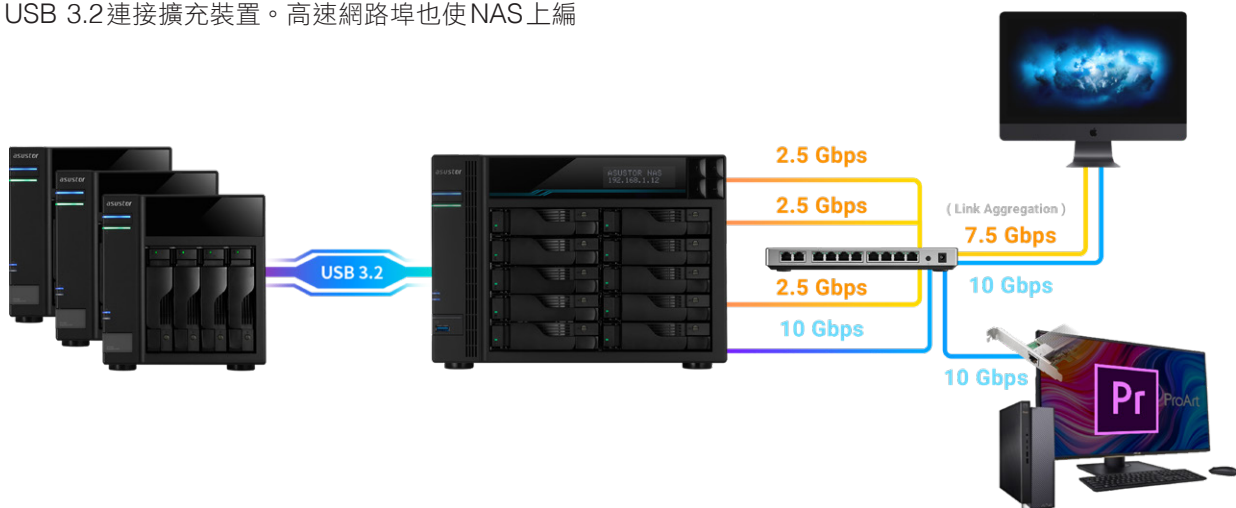 USB 3.2連接擴充裝置。高速網路埠也使NAS上編
asustor
asustor
asustor
USB 3.2
asustor
ASUSTOR NAS
192.168.1.12
2.5 Gbps
2.5 Gbps
2.5 Gbps
10 Gbps
( Link Aggregation )
7.5 Gbps
10 Gbps
10 Gbps
Pr
ProArt